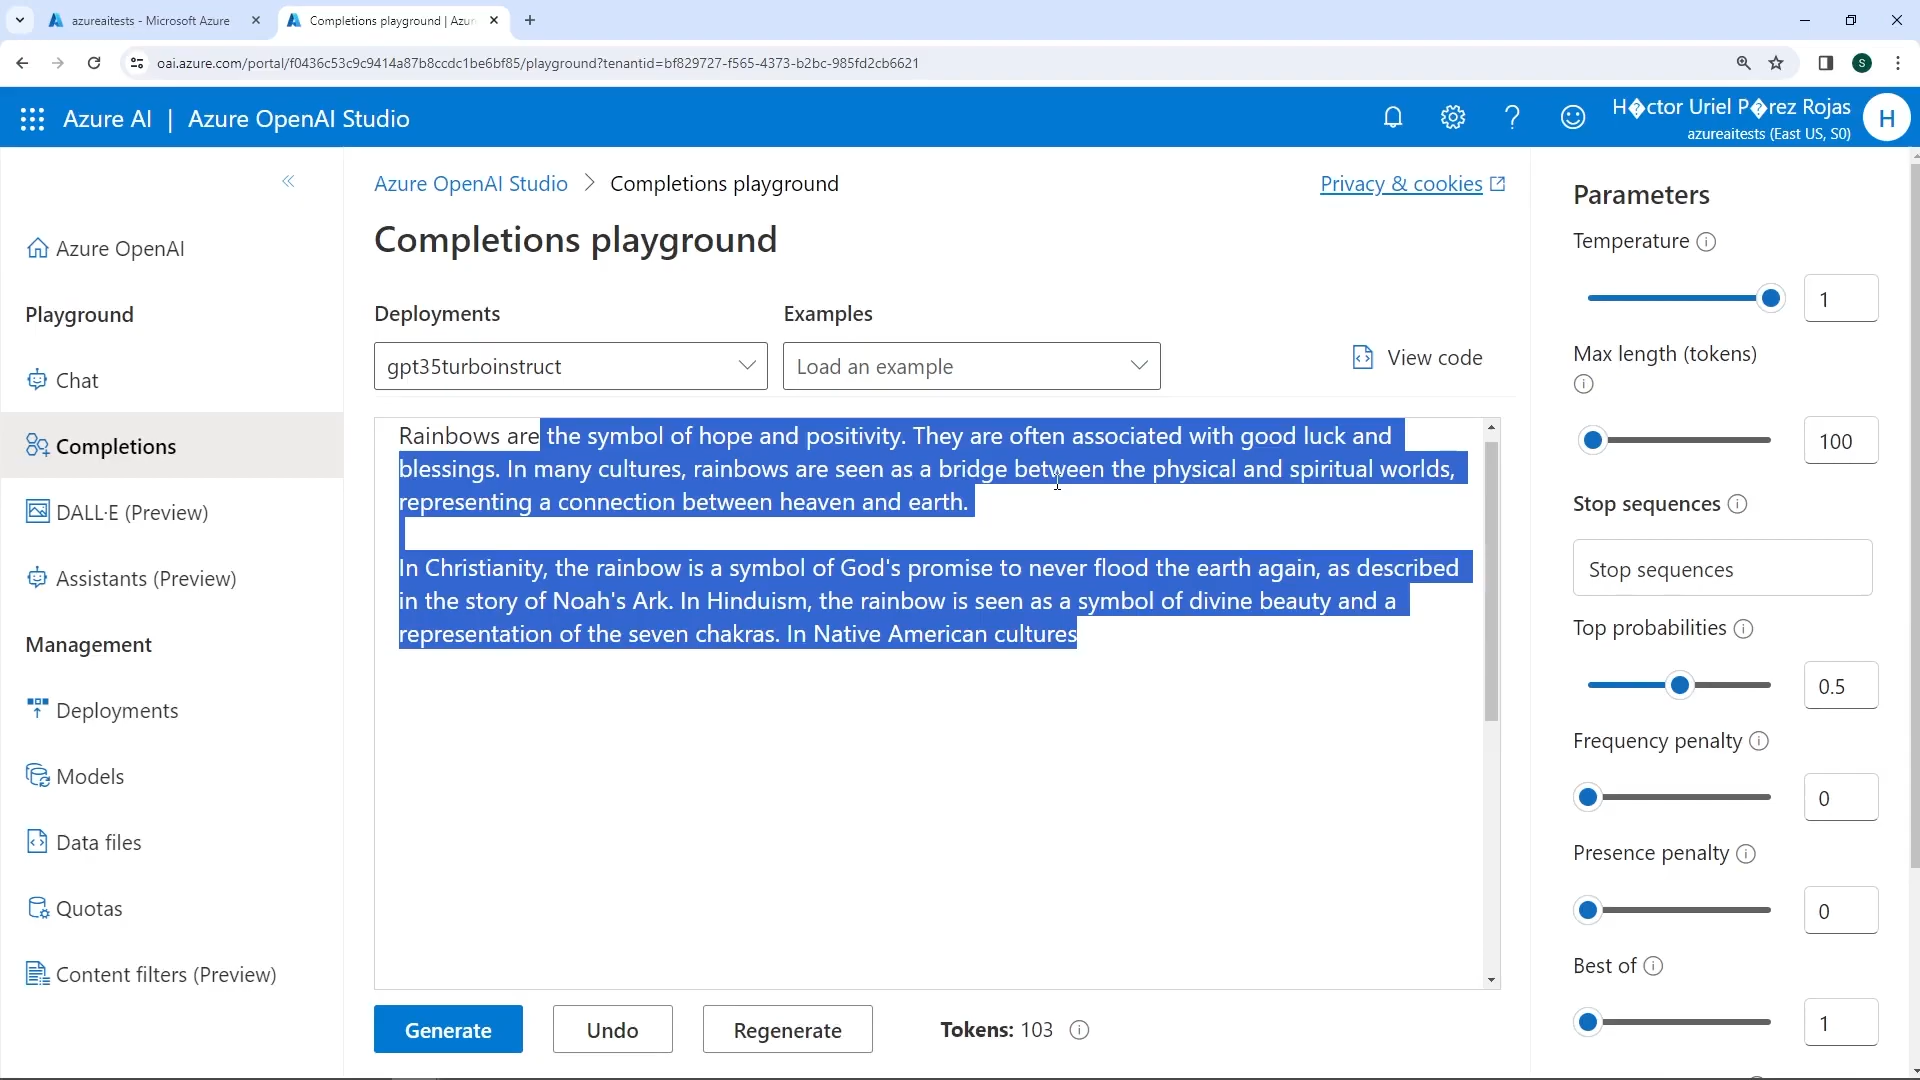 azureaitests - Microsoft Azure
Completions playground | Azur
oai.azure.com/portal/f0436c53c9c9414a87b8ccdc1be6bf85/playground?tenantid=bf829727-f565-4373-b2bc-985fd2cb6621
S
Azure AI | Azure OpenAI Studio
H�ctor Uriel P�rez Rojas
azureaitests (East US, S0)
H
Azure OpenAI Studio > Completions playground
Privacy & cookies
Completions playground
Deployments
Examples
gpt35turboinstruct
Load an example
View code
Rainbows are the symbol of hope and positivity. They are often associated with good luck and
blessings. In many cultures, rainbows are seen as a bridge between the physical and spiritual worlds,
representing a connection between heaven and earth.
In Christianity, the rainbow is a symbol of God's promise to never flood the earth again, as described
in the story of Noah's Ark. In Hinduism, the rainbow is seen as a symbol of divine beauty and a
representation of the seven chakras. In Native American cultures
Generate
Undo
Regenerate
Tokens: 103
Azure OpenAI
Playground
Chat
Completions
DALL·E (Preview)
Assistants (Preview)
Management
Deployments
Models
Data files
Quotas
Content filters (Preview)
Parameters
Temperature
1
Max length (tokens)
100
Stop sequences
Stop sequences
Top probabilities
0.5
Frequency penalty
0
Presence penalty
0
Best of
1